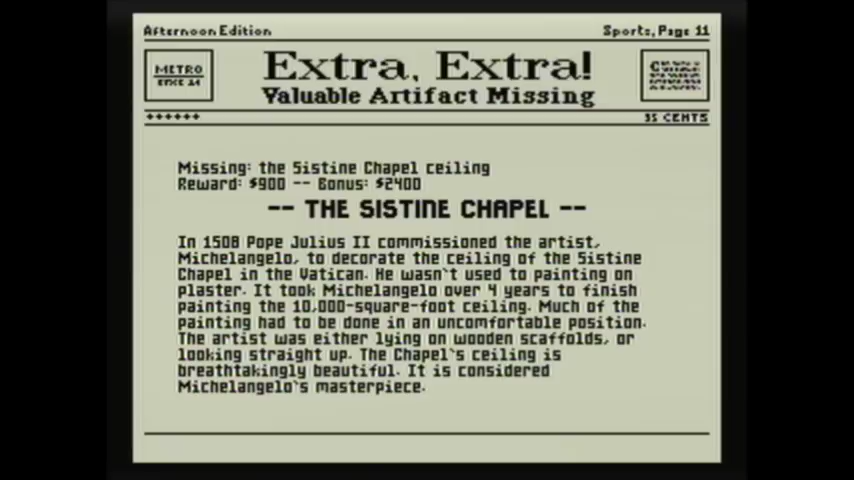 Afternoon Edition
Sports, Page 11
METRO
Extra, Extra!
Valuable Artifact Missing
35 CENTS
Missing: the Sistine Chapel ceiling
Reward: $900 -- Bonus: $2400
-- THE SISTINE CHAPEL --
In 1508 Pope Julius II commissioned the artist,
Michelangelo, to decorate the ceiling of the Sistine
Chapel in the Vatican. He wasn't used to painting on
plaster. It took Michelangelo over 4 years to finish
painting the 10,000-square-foot ceiling. Much of the
painting had to be done in an uncomfortable position.
The artist was either lying on wooden scaffolds, or
looking straight up. The Chapel's ceiling is
breathtakingly beautiful. It is considered
Michelangelo's masterpiece.